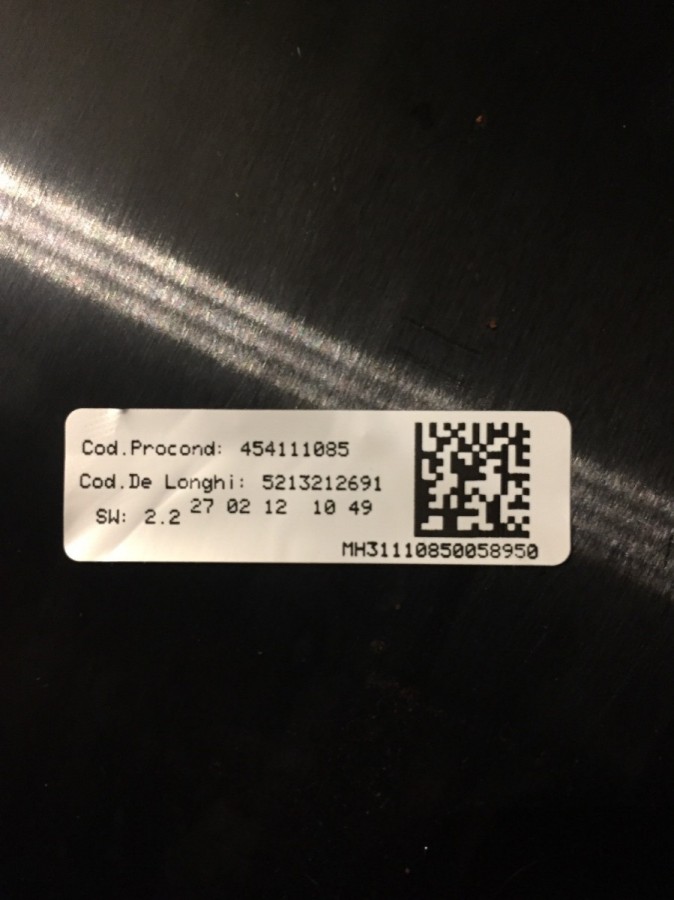 Cod.Procond: 454111085
Cod.De Longhi: 5213212691
SW: 2.2 27 02 12 10 49
MH31110850058950